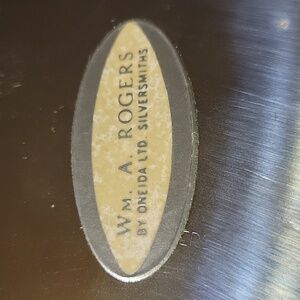 WM. A. ROGERS
BY ONEIDA LTD. SILVERSMITHS